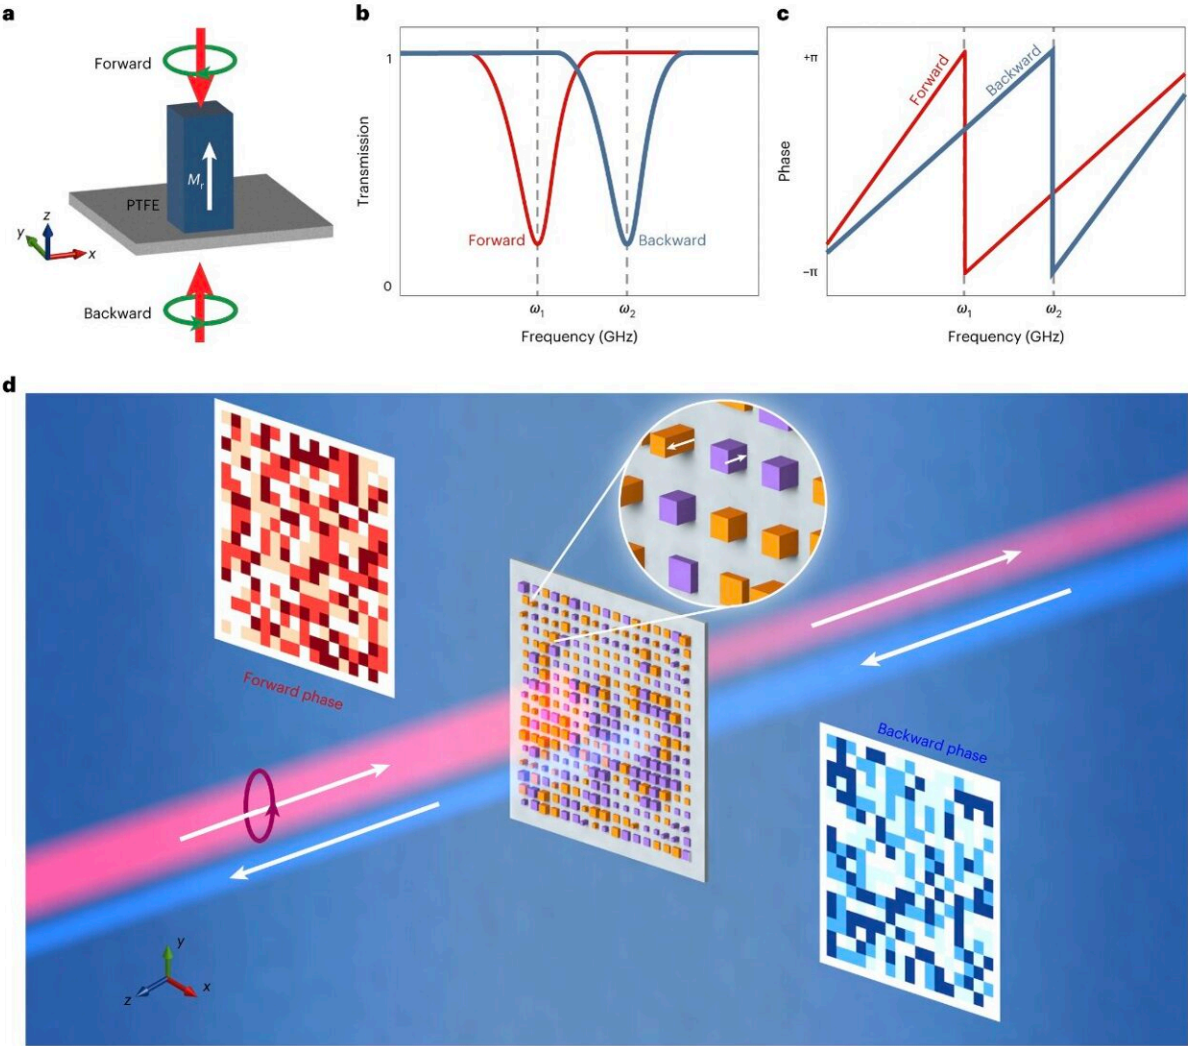 a
Forward
M_r
PTFE
z
y
x
Backward
b
1
Transmission
Forward
Backward
0
ω₁
ω₂
Frequency (GHz)
c
+π
Forward
Backward
Phase
−π
ω₁
ω₂
Frequency (GHz)
d
Forward phase
Backward phase
y
z
x